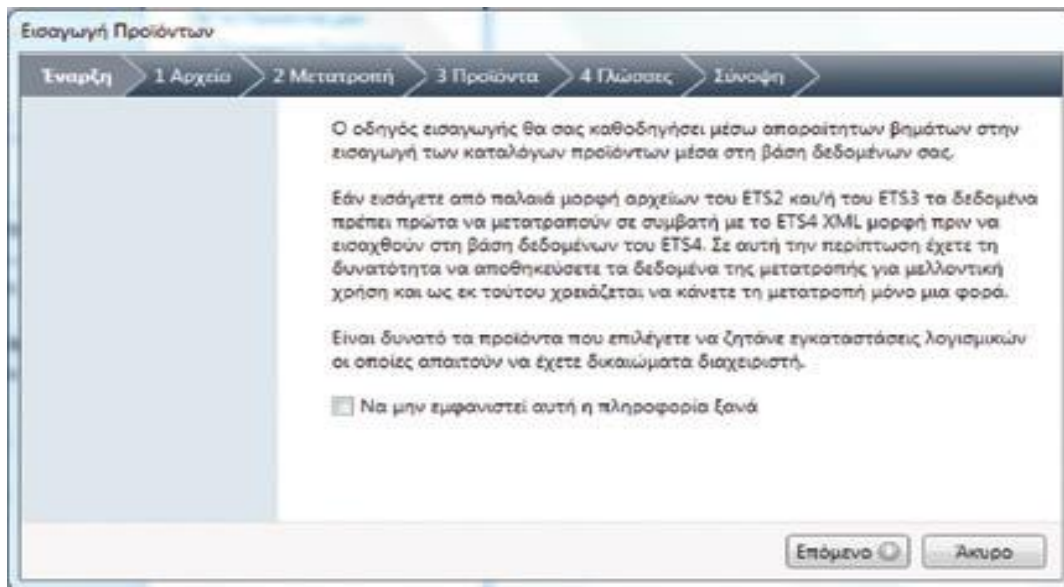 Εισαγωγή Προϊόντων
Έναρξη 1 Αρχείο 2 Μετατροπή 3 Προϊόντα 4 Γλώσσες Σύνοψη
Ο οδηγός εισαγωγής θα σας καθοδηγήσει μέσω απαραίτητων βημάτων στην
εισαγωγή των καταλόγων προϊόντων μέσα στη βάση δεδομένων σας.
Εάν εισάγετε από παλαιά μορφή αρχείων του ETS2 και/ή του ETS3 τα δεδομένα
πρέπει πρώτα να μετατραπούν σε συμβατή με το ETS4 XML μορφή πριν να
εισαχθούν στη βάση δεδομένων του ETS4. Σε αυτή την περίπτωση έχετε τη
δυνατότητα να αποθηκεύσετε τα δεδομένα της μετατροπής για μελλοντική
χρήση και ως εκ τούτου χρειάζεται να κάνετε τη μετατροπή μόνο μια φορά.
Είναι δυνατό τα προϊόντα που επιλέγετε να ζητάνε εγκαταστάσεις λογισμικών
οι οποίες απαιτούν να έχετε δικαιώματα διαχειριστή.
Να μην εμφανιστεί αυτή η πληροφορία ξανά
Επόμενο Άκυρο